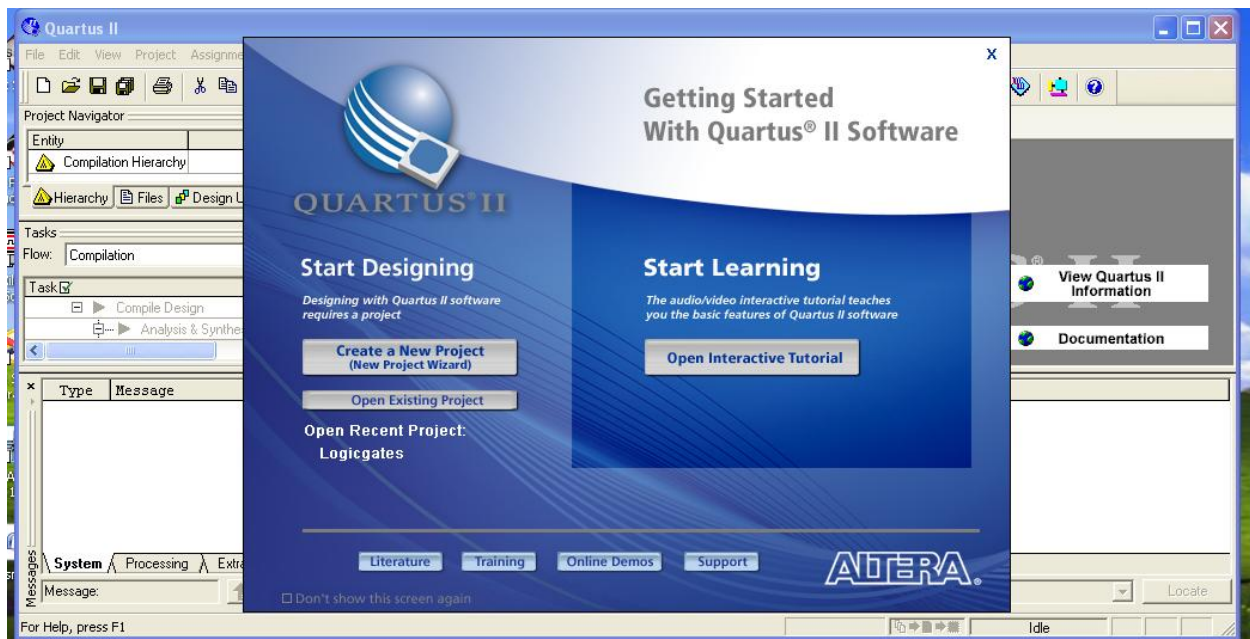 Quartus II
File Edit View Project Assignme
Project Navigator
Entity
Compilation Hierarchy
Hierarchy Files Design U
Tasks
Flow: Compilation
Task
Compile Design
Analysis & Synthe
Getting Started
With Quartus® II Software
QUARTUS® II
Start Designing
Designing with Quartus II software
requires a project
Create a New Project
(New Project Wizard)
Open Existing Project
Open Recent Project:
Logicgates
Start Learning
The audio/video interactive tutorial teaches
you the basic features of Quartus II software
Open Interactive Tutorial
X
View Quartus II
Information
Documentation
Type Message
Literature Training Online Demos Support
ALTERA®
Don't show this screen again
System Processing Extra
Messages
Message:
Locate
For Help, press F1
Idle